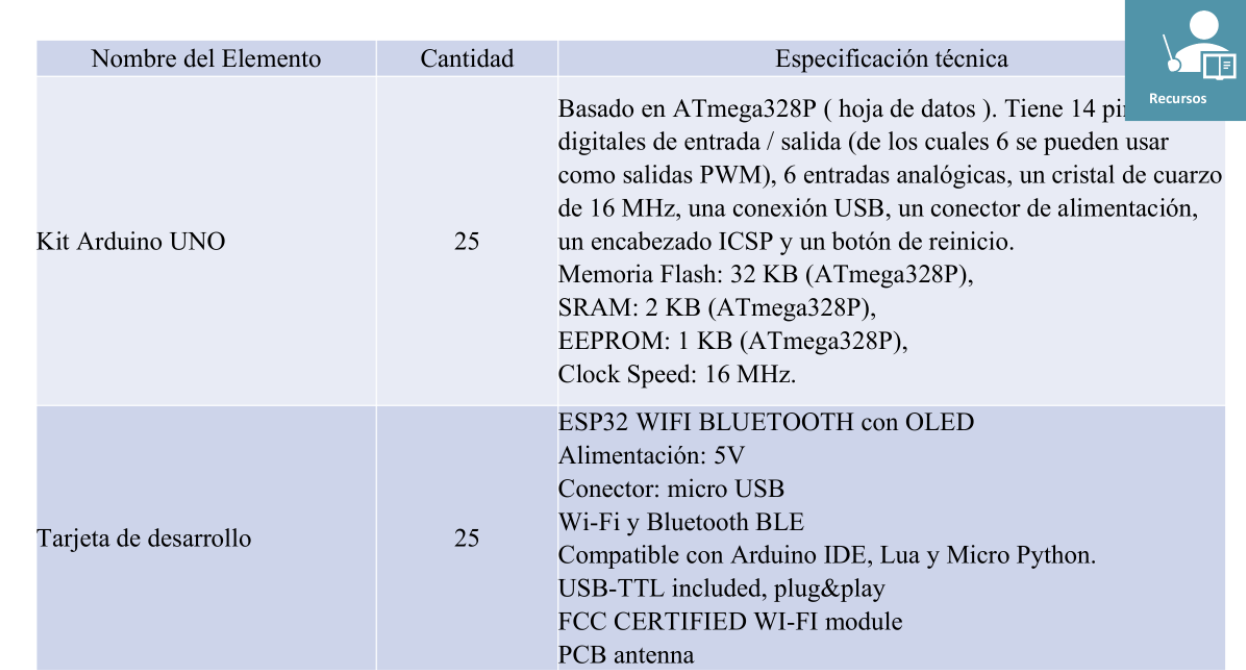 Nombre del Elemento Cantidad Especificación técnica
Recursos
Basado en ATmega328P ( hoja de datos ). Tiene 14
digitales de entrada / salida (de los cuales 6 se pueden usar
como salidas PWM), 6 entradas analógicas, un cristal de cuarzo
de 16 MHz, una conexión USB, un conector de alimentación,
Kit Arduino UNO 25 un encabezado ICSP y un botón de reinicio.
Memoria Flash: 32 KB (ATmega328P),
SRAM: 2 KB (ATmega328P),
EEPROM: 1 KB (ATmega328P),
Clock Speed: 16 MHz.
ESP32 WIFI BLUETOOTH con OLED
Alimentación: 5V
Conector: micro USB
Wi-Fi y Bluetooth BLE
Tarjeta de desarrollo 25
Compatible con Arduino IDE, Lua y Micro Python.
USB-TTL included, plug&play
FCC CERTIFIED WI-FI module
PCB antenna